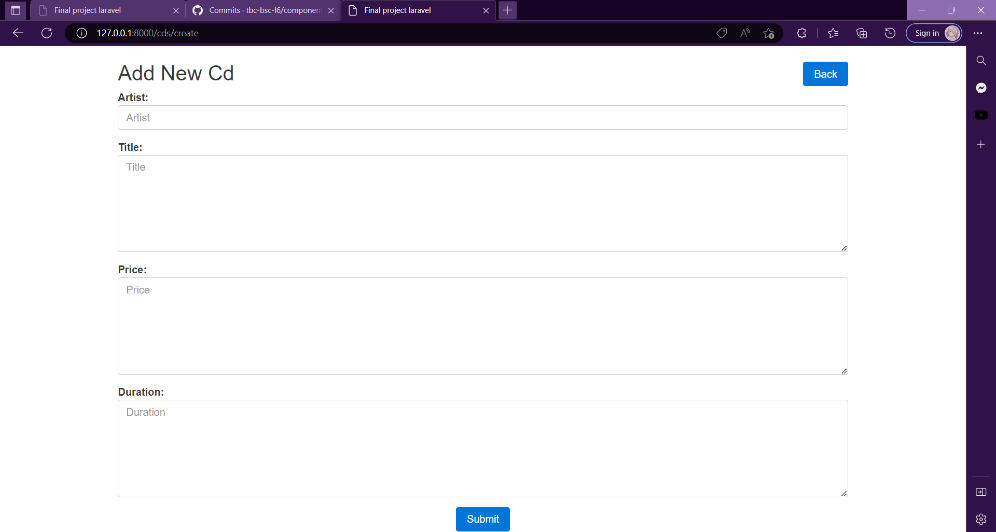 Final project laravel
Commits - tbc-bsc-l6/componen
Final project laravel
127.0.0.1:8000/cds/create
Sign in
Add New Cd
Back
Artist:
Artist
Title:
Title
Price:
Price
Duration:
Duration
Submit